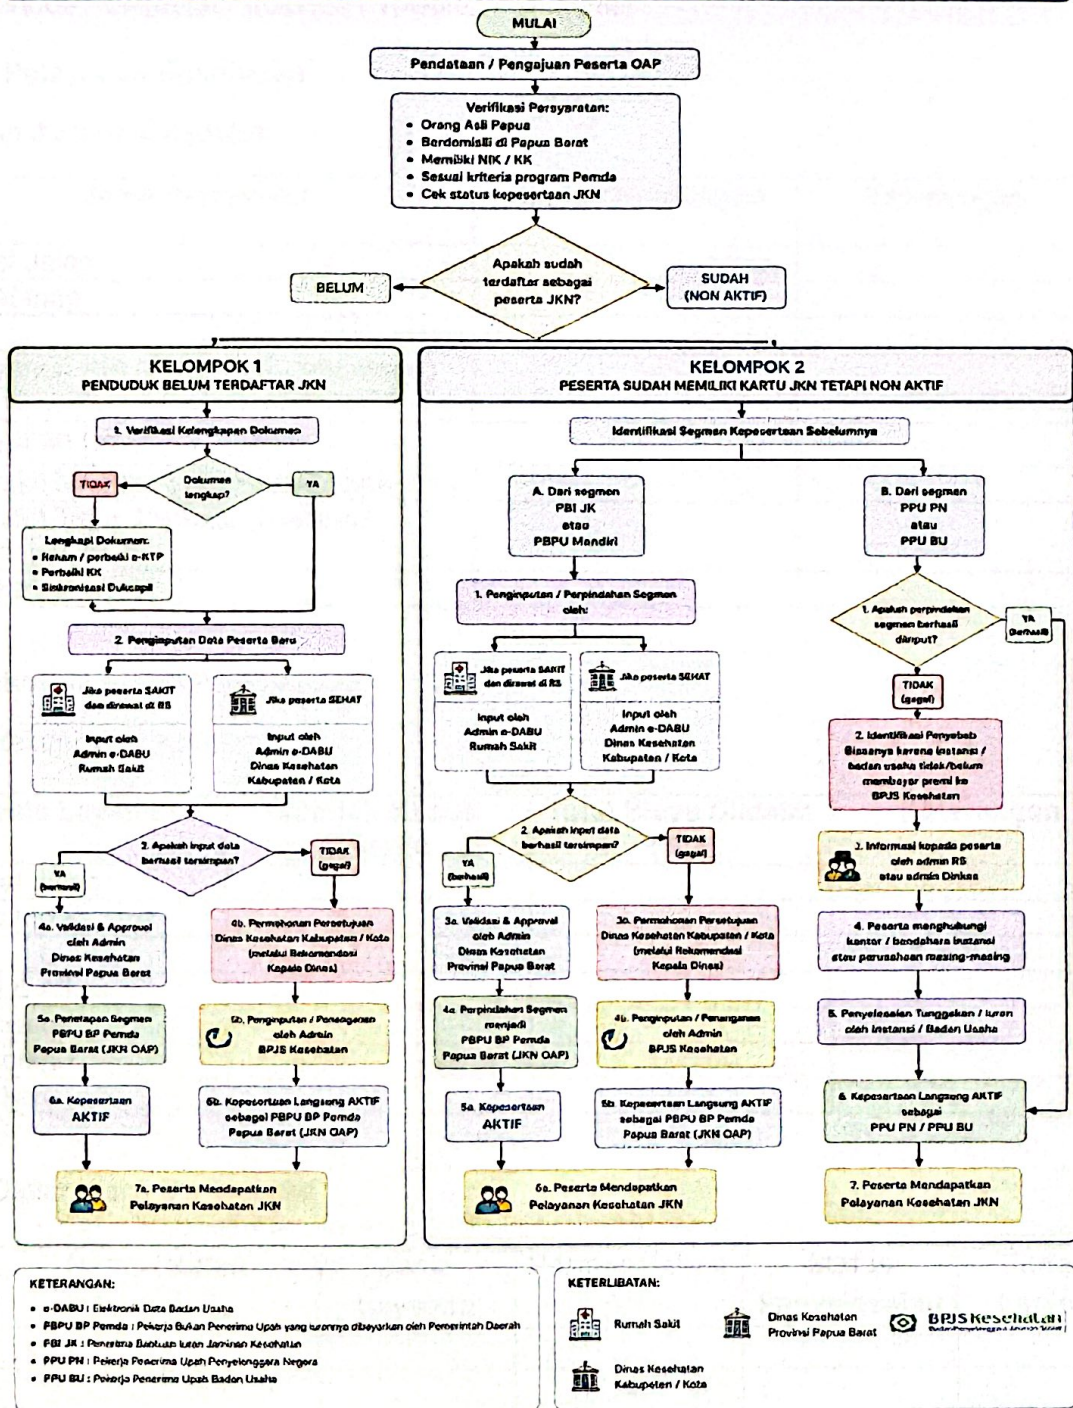 MULAI
Pendataan / Pengajuan Peserta OAP
Verifikasi Persyaratan:
• Orang Asli Papua
• Berdomisili di Papua Barat
• Memiliki NIK / KK
• Sesuai kriteria program Pemda
• Cek status kepesertaan JKN
Apakah sudah
terdaftar sebagai
peserta JKN?
BELUM
SUDAH
(NON AKTIF)
KELOMPOK 1
PENDUDUK BELUM TERDAFTAR JKN
1. Verifikasi Kelengkapan Dokumen
TIDAK
Dokumen
lengkap?
YA
Lengkapi Dokumen:
• Rekam / perbaiki e-KTP
• Perbaiki KK
• Sinkronisasi Dukcapil
2. Penginputan Data Peserta Baru
Jika peserta SAKIT
dan dirawat di RS
Input oleh
Admin e-DABU
Rumah Sakit
Jika peserta SEHAT
Input oleh
Admin e-DABU
Dinas Kesehatan
Kabupaten / Kota
3. Apakah input data
berhasil tersimpan?
YA
(berhasil)
TIDAK
(gagal)
4a. Validasi & Approval
oleh Admin
Dinas Kesehatan
Provinsi Papua Barat
4b. Permohonan Persetujuan
Dinas Kesehatan Kabupaten / Kota
(melalui Rekomendasi
Kepala Dinas)
5a. Penetapan Segmen
PBPU BP Pemda
Papua Barat (JKN OAP)
5b. Penginputan / Penanganan
oleh Admin
BPJS Kesehatan
6a. Kepesertaan
AKTIF
6b. Kepesertaan Langsung AKTIF
sebagai PBPU BP Pemda
Papua Barat (JKN OAP)
7a. Peserta Mendapatkan
Pelayanan Kesehatan JKN
KELOMPOK 2
PESERTA SUDAH MEMILIKI KARTU JKN TETAPI NON AKTIF
Identifikasi Segmen Kepesertaan Sebelumnya
A. Dari segmen
PBI JK
atau
PBPU Mandiri
1. Penginputan / Perpindahan Segmen
oleh:
Jika peserta SAKIT
dan dirawat di RS
Input oleh
Admin e-DABU
Rumah Sakit
Jika peserta SEHAT
Input oleh
Admin e-DABU
Dinas Kesehatan
Kabupaten / Kota
2. Apakah input data
berhasil tersimpan?
YA
(berhasil)
TIDAK
(gagal)
3a. Validasi & Approval
oleh Admin
Dinas Kesehatan
Provinsi Papua Barat
3b. Permohonan Persetujuan
Dinas Kesehatan Kabupaten / Kota
(melalui Rekomendasi
Kepala Dinas)
4a. Perpindahan Segmen
menjadi
PBPU BP Pemda
Papua Barat (JKN OAP)
4b. Penginputan / Penanganan
oleh Admin
BPJS Kesehatan
5a. Kepesertaan
AKTIF
5b. Kepesertaan Langsung AKTIF
sebagai PBPU BP Pemda
Papua Barat (JKN OAP)
6a. Peserta Mendapatkan
Pelayanan Kesehatan JKN
B. Dari segmen
PPU PN
atau
PPU BU
1. Apakah perpindahan
segmen berhasil
diinput?
YA
(berhasil)
TIDAK
(gagal)
2. Identifikasi Penyebab
Biasanya karena instansi /
badan usaha tidak/belum
membayar premi ke
BPJS Kesehatan
3. Informasi kepada peserta
oleh admin RS
atau admin Dinkes
4. Peserta menghubungi
kantor / bendahara instansi
atau perusahaan masing-masing
5. Penyelesaian Tunggakan / Iuran
oleh Instansi / Badan Usaha
6. Kepesertaan Langsung AKTIF
sebagai
PPU PN / PPU BU
7. Peserta Mendapatkan
Pelayanan Kesehatan JKN
KETERANGAN:
• e-DABU : Elektronik Data Badan Usaha
• PBPU BP Pemda : Pekerja Bukan Penerima Upah yang iurannya dibayarkan oleh Pemerintah Daerah
• PBI JK : Penerima Bantuan Iuran Jaminan Kesehatan
• PPU PN : Pekerja Penerima Upah Penyelenggara Negara
• PPU BU : Pekerja Penerima Upah Badan Usaha
KETERLIBATAN:
Rumah Sakit
Dinas Kesehatan
Provinsi Papua Barat
BPJS Kesehatan
Dinas Kesehatan
Kabupaten / Kota